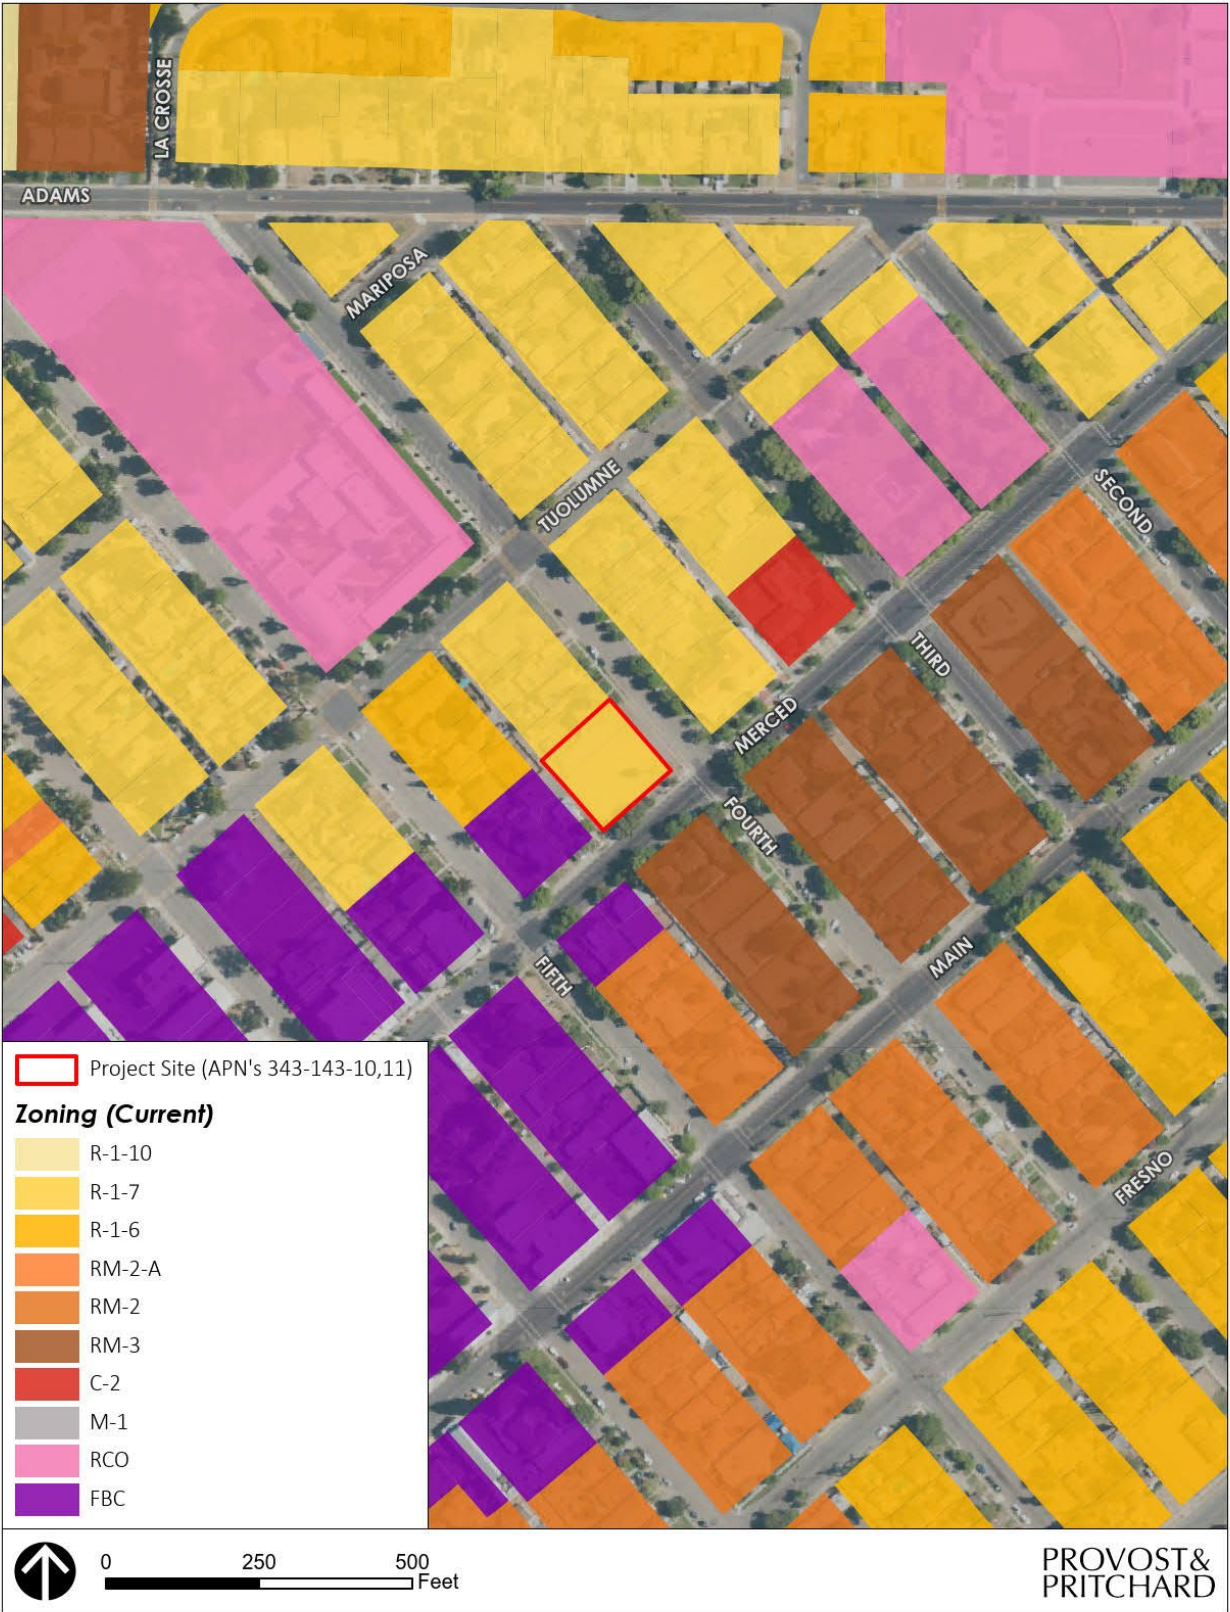 LA CROSSE
ADAMS
MARIPOSA
TUOLUMNE
SECOND
THIRD
MERCED
FOURTH
MAIN
FIFTH
FRESNO
Project Site (APN's 343-143-10,11)
Zoning (Current)
R-1-10
R-1-7
R-1-6
RM-2-A
RM-2
RM-3
C-2
M-1
RCO
FBC
0 250 500
Feet
PROVOST&
PRITCHARD